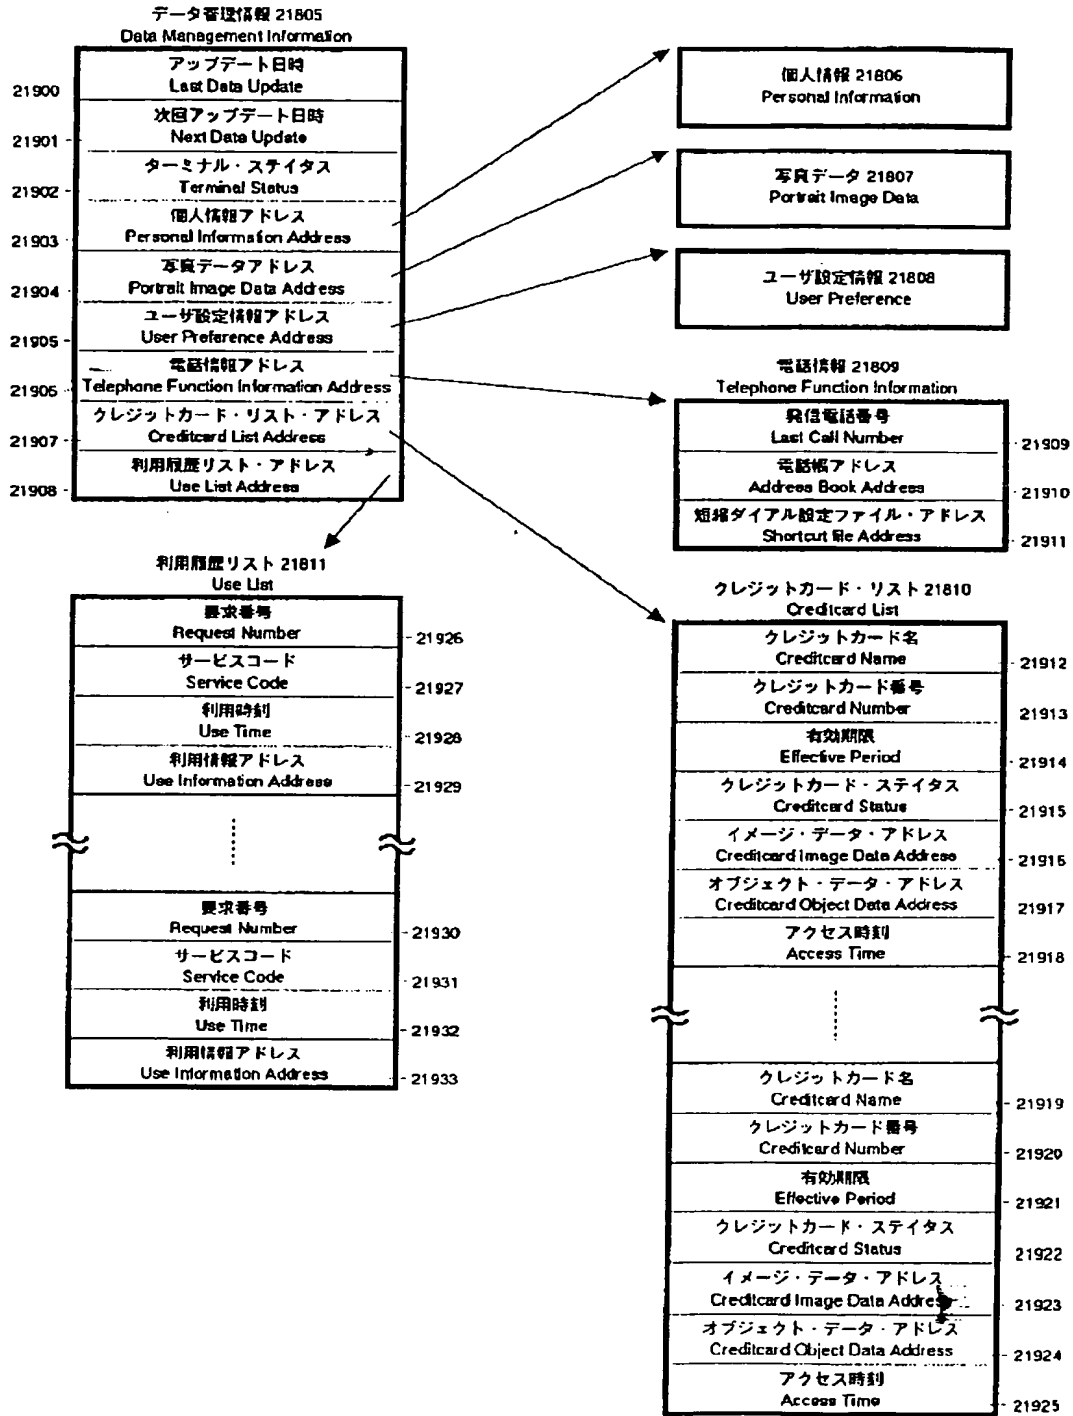 データ管理情報 21805
Data Management Information
アップデート日時
Last Data Update
21900
次回アップデート日時
Next Data Update
21901
ターミナル・ステイタス
Terminal Status
21902
個人情報アドレス
Personal Information Address
21903
写真データアドレス
Portrait Image Data Address
21904
ユーザ設定情報アドレス
User Preference Address
21905
電話情報アドレス
Telephone Function Information Address
21906
クレジットカード・リスト・アドレス
Creditcard List Address
21907
利用履歴リスト・アドレス
Use List Address
21908
個人情報 21806
Personal Information
写真データ 21807
Portrait Image Data
ユーザ設定情報 21808
User Preference
電話情報 21809
Telephone Function Information
発信電話番号
Last Call Number
21909
電話帳アドレス
Address Book Address
21910
短縮ダイアル設定ファイル・アドレス
Shortcut file Address
21911
利用履歴リスト 21811
Use List
要求番号
Request Number
21926
サービスコード
Service Code
21927
利用時刻
Use Time
21928
利用情報アドレス
Use Information Address
21929
要求番号
Request Number
21930
サービスコード
Service Code
21931
利用時刻
Use Time
21932
利用情報アドレス
Use Information Address
21933
クレジットカード・リスト 21810
Creditcard List
クレジットカード名
Creditcard Name
21912
クレジットカード番号
Creditcard Number
21913
有効期限
Effective Period
21914
クレジットカード・ステイタス
Creditcard Status
21915
イメージ・データ・アドレス
Creditcard Image Data Address
21916
オブジェクト・データ・アドレス
Creditcard Object Data Address
21917
アクセス時刻
Access Time
21918
クレジットカード名
Creditcard Name
21919
クレジットカード番号
Creditcard Number
21920
有効期限
Effective Period
21921
クレジットカード・ステイタス
Creditcard Status
21922
イメージ・データ・アドレス
Creditcard Image Data Address
21923
オブジェクト・データ・アドレス
Creditcard Object Data Address
21924
アクセス時刻
Access Time
21925